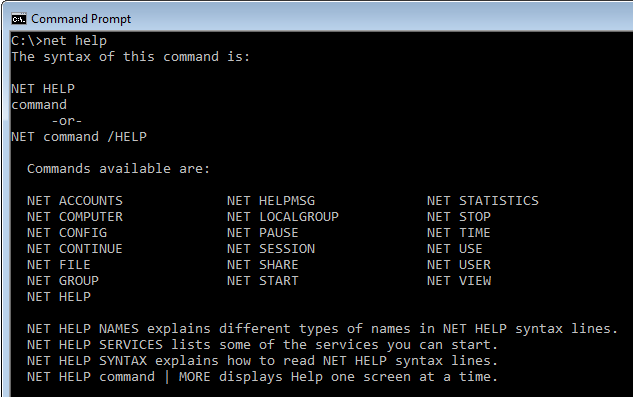 Command Prompt
C:\>net help
The syntax of this command is:
NET HELP
command
-or-
NET command /HELP
Commands available are:
NET ACCOUNTS NET HELPMSG NET STATISTICS
NET COMPUTER NET LOCALGROUP NET STOP
NET CONFIG NET PAUSE NET TIME
NET CONTINUE NET SESSION NET USE
NET FILE NET SHARE NET USER
NET GROUP NET START NET VIEW
NET HELP
NET HELP NAMES explains different types of names in NET HELP syntax lines.
NET HELP SERVICES lists some of the services you can start.
NET HELP SYNTAX explains how to read NET HELP syntax lines.
NET HELP command | MORE displays Help one screen at a time.